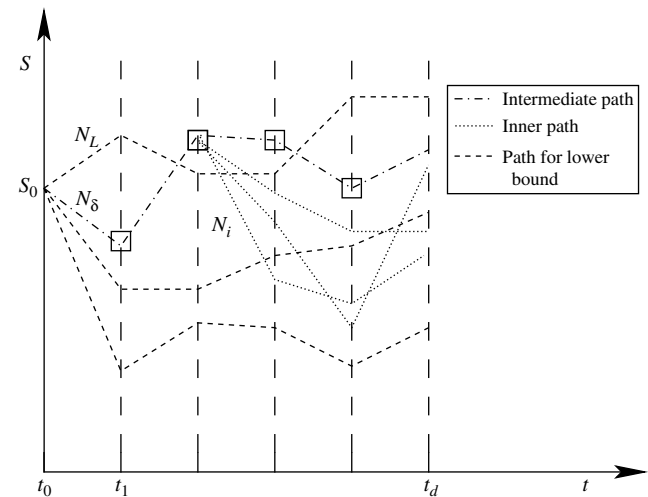 S
Intermediate path
Inner path
Path for lower
bound
N_L
S_0
N_δ
N_i
t_0
t_1
t_d
t